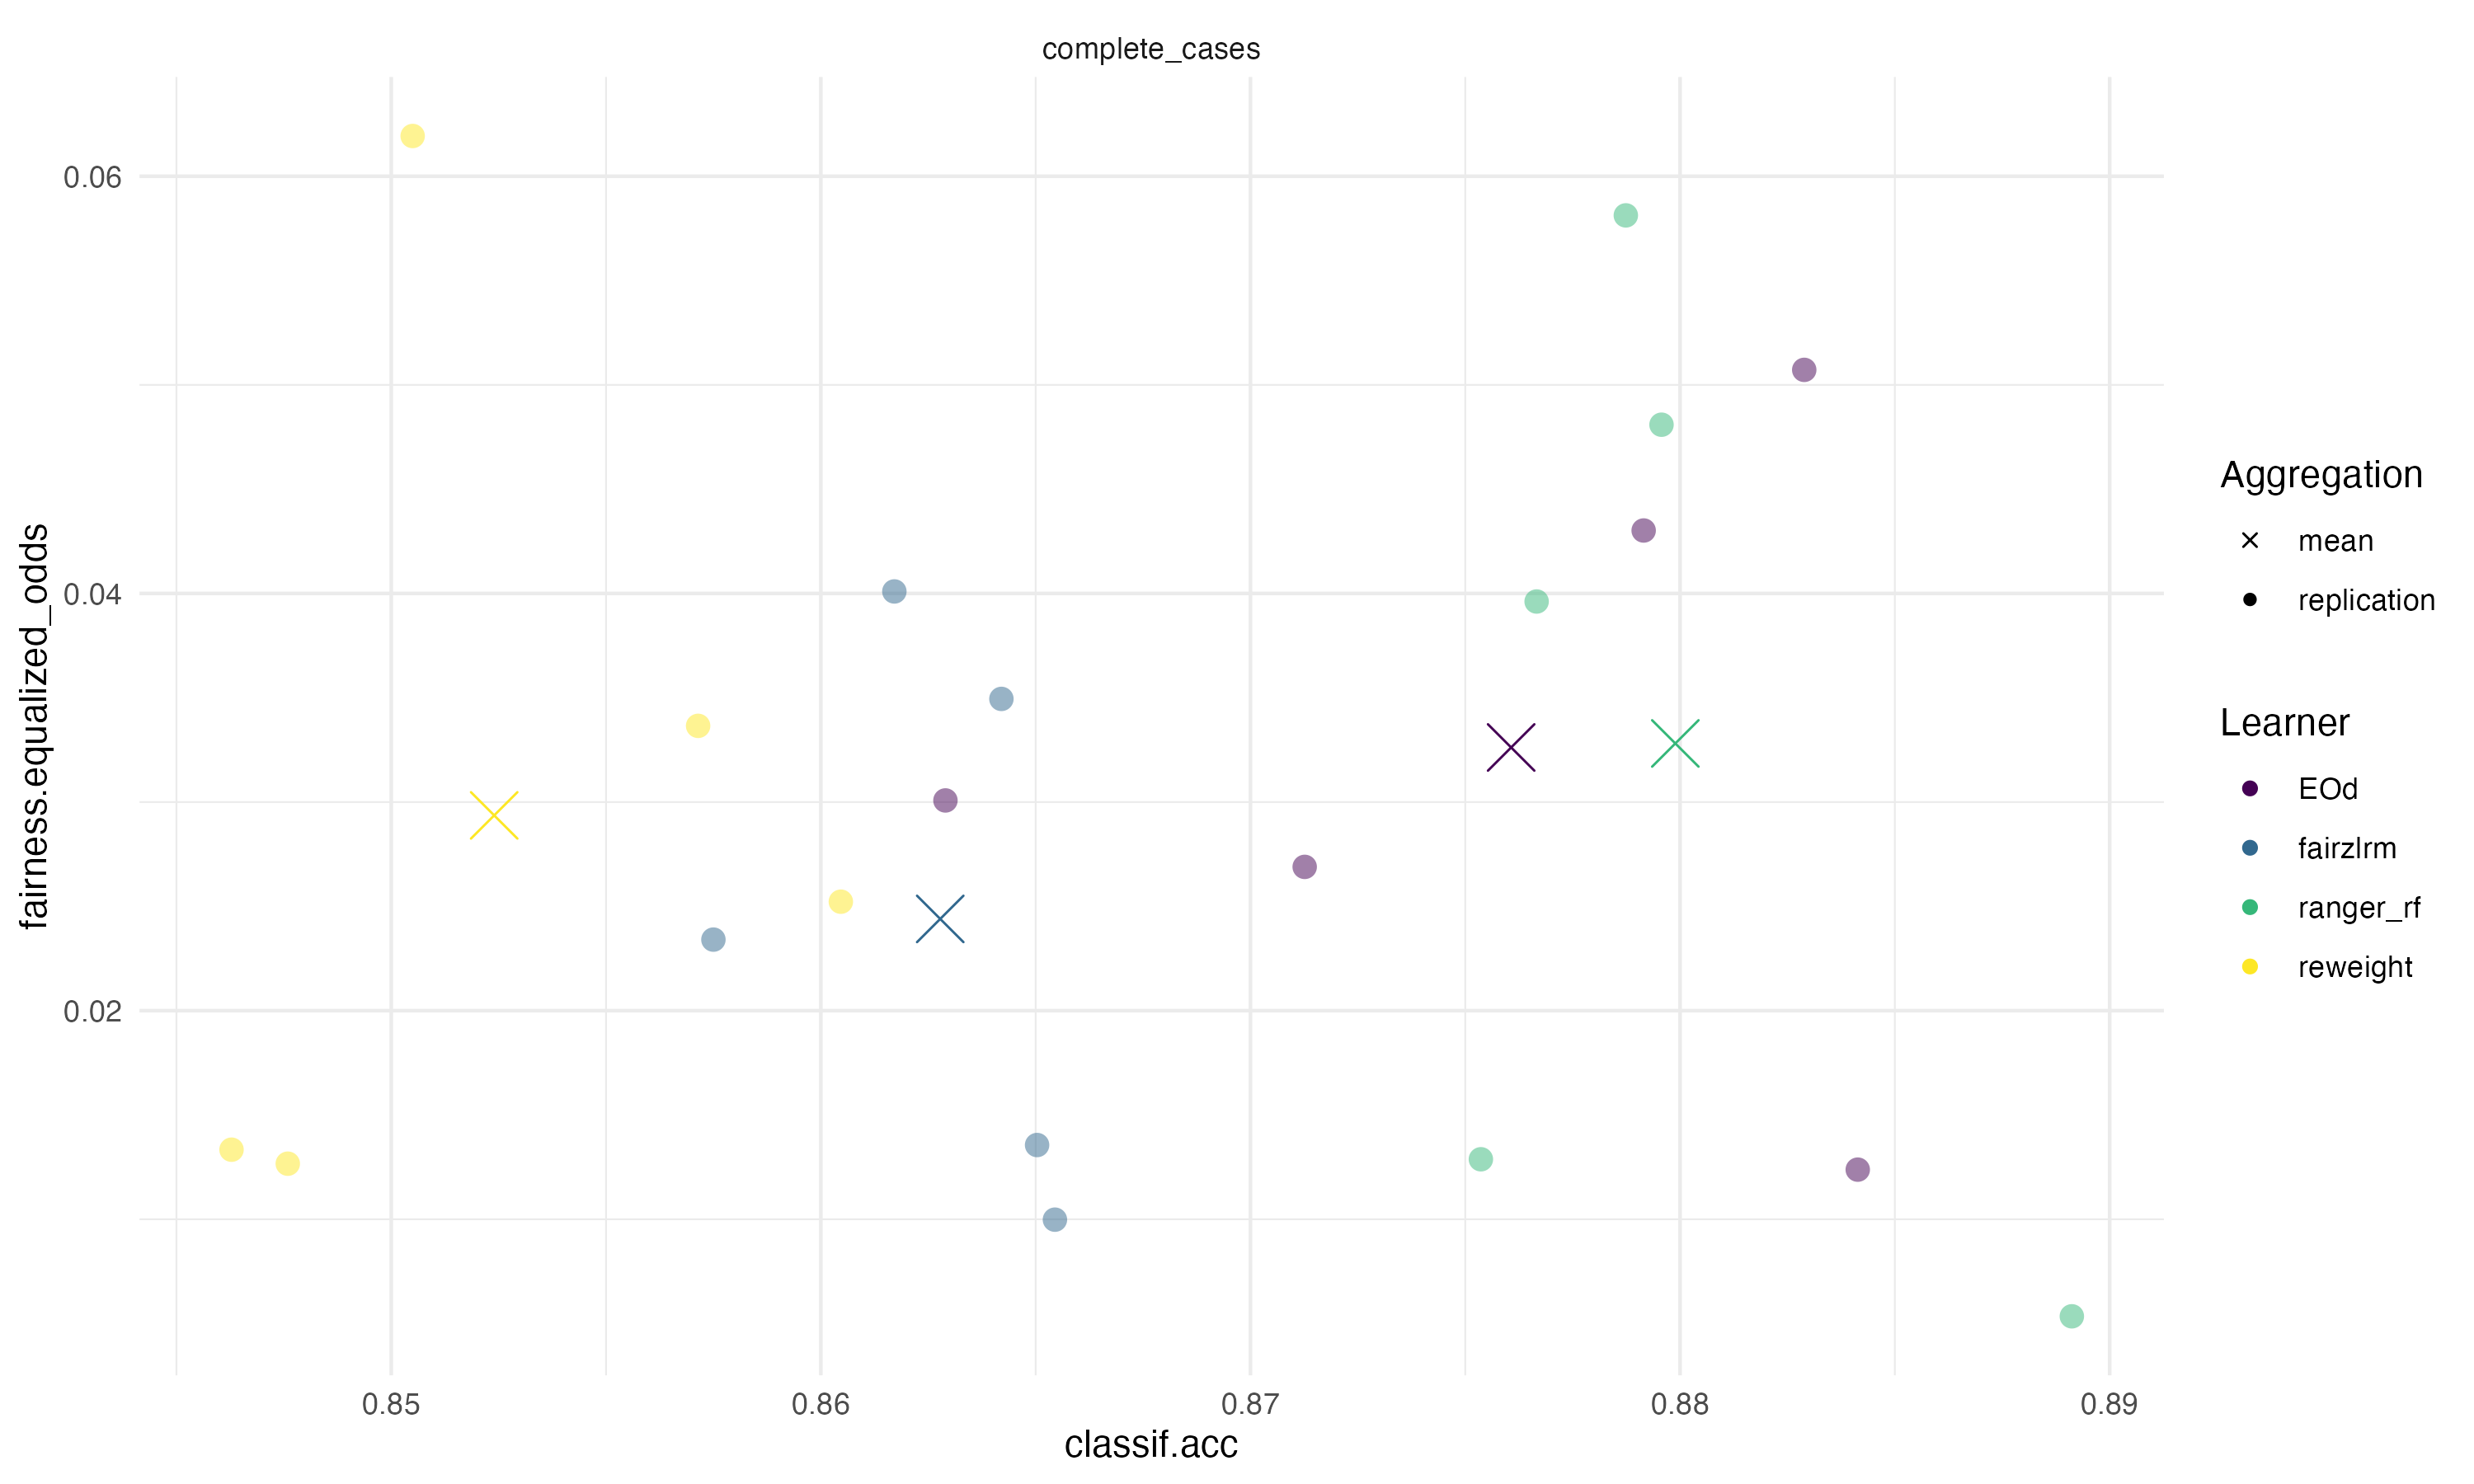 complete_cases
fairness.equalized_odds
0.06
0.04
0.02
0.85
0.86
0.87
0.88
0.89
classif.acc
Aggregation
mean
replication
Learner
EOd
fairzlrm
ranger_rf
reweight